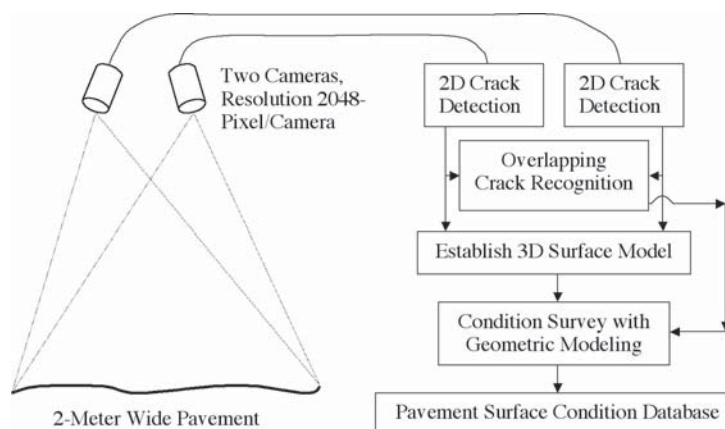 Two Cameras,
Resolution 2048-
Pixel/Camera
2D Crack
Detection
2D Crack
Detection
Overlapping
Crack Recognition
Establish 3D Surface Model
Condition Survey with
Geometric Modeling
Pavement Surface Condition Database
2-Meter Wide Pavement